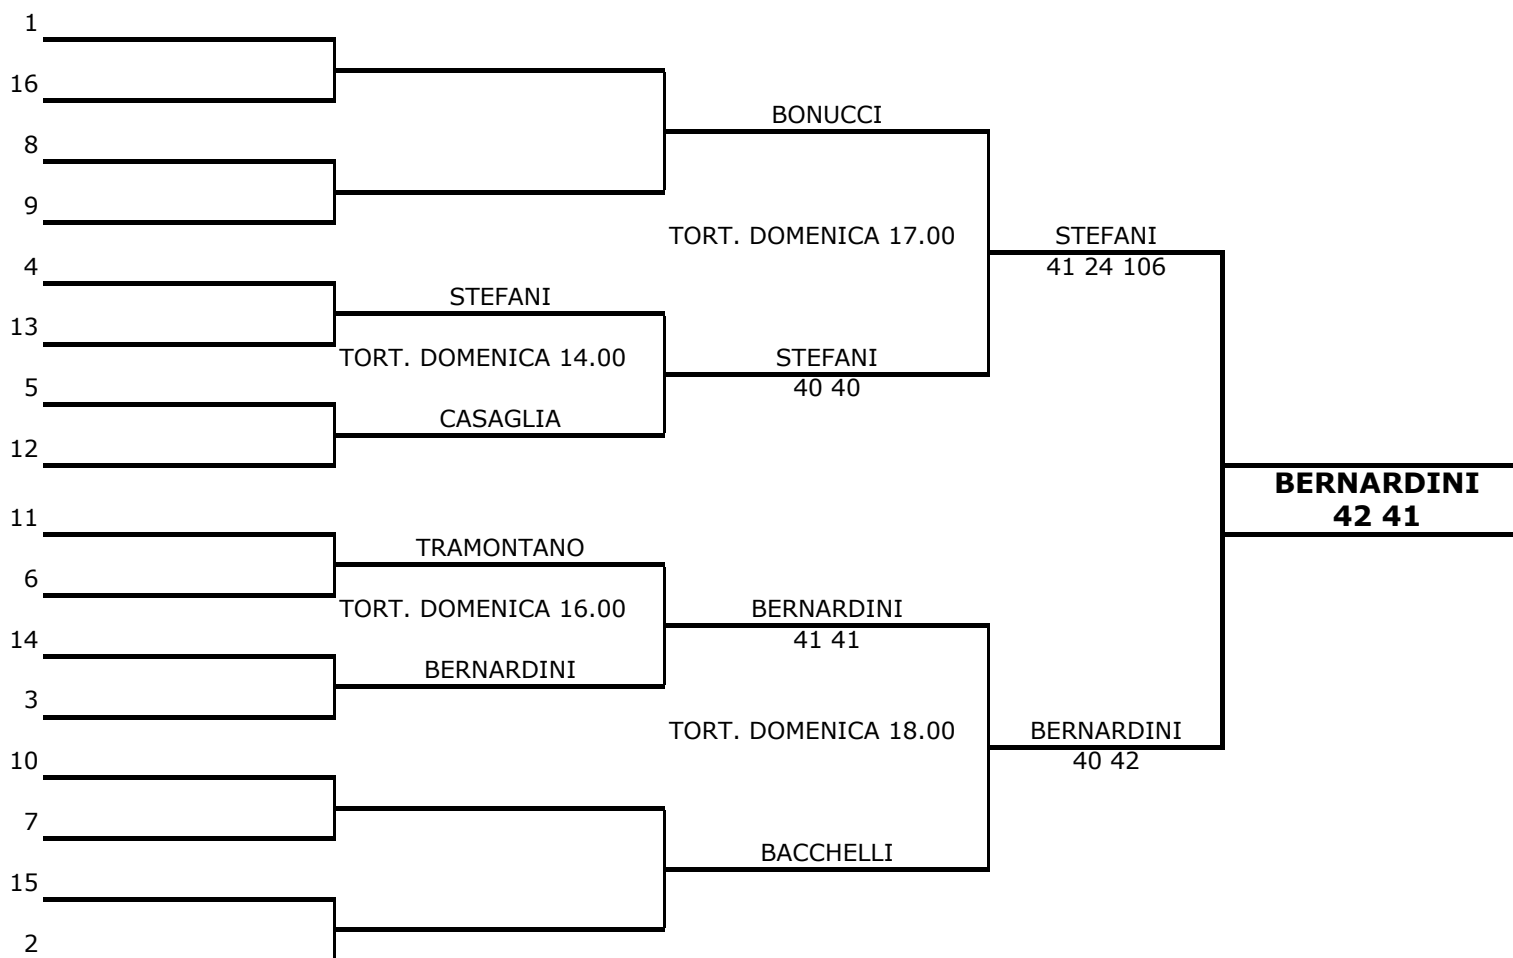 1
16
BONUCCI
8
9
TORT. DOMENICA 17.00
STEFANI
41 24 106
4
STEFANI
13
TORT. DOMENICA 14.00
STEFANI
40 40
5
CASAGLIA
12
BERNARDINI
42 41
11
TRAMONTANO
6
TORT. DOMENICA 16.00
BERNARDINI
41 41
14
BERNARDINI
3
TORT. DOMENICA 18.00
BERNARDINI
40 42
10
7
BACCHELLI
15
2